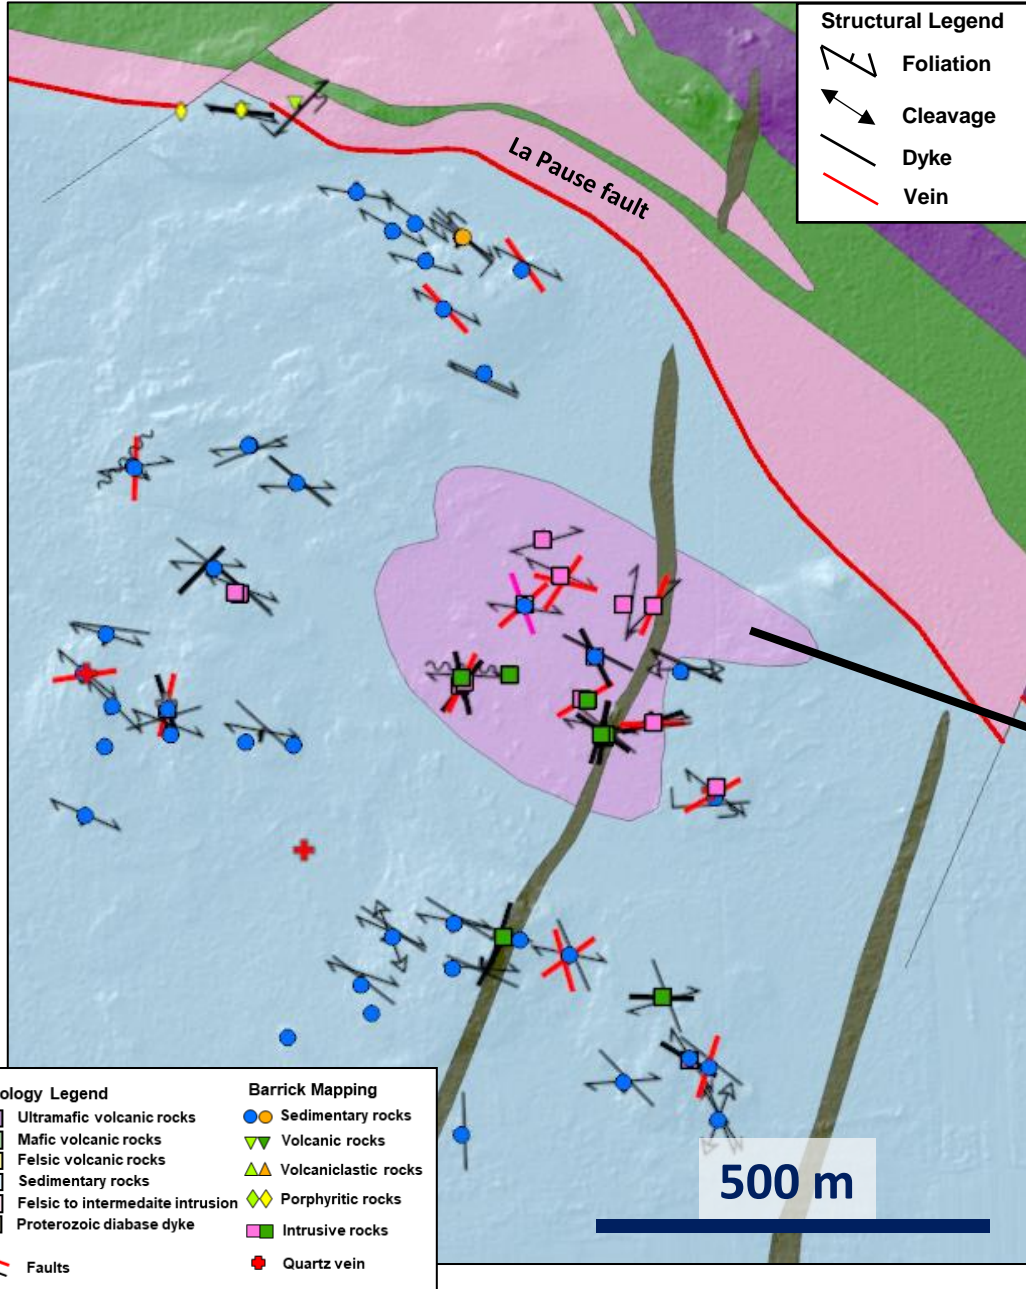 Structural Legend
Foliation
Cleavage
Dyke
Vein
La Pause fault
ology Legend
Ultramafic volcanic rocks
Mafic volcanic rocks
Felsic volcanic rocks
Sedimentary rocks
Felsic to intermedaite intrusion
Proterozoic diabase dyke
Faults
Barrick Mapping
Sedimentary rocks
Volcanic rocks
Volcaniclastic rocks
Porphyritic rocks
Intrusive rocks
Quartz vein
500 m